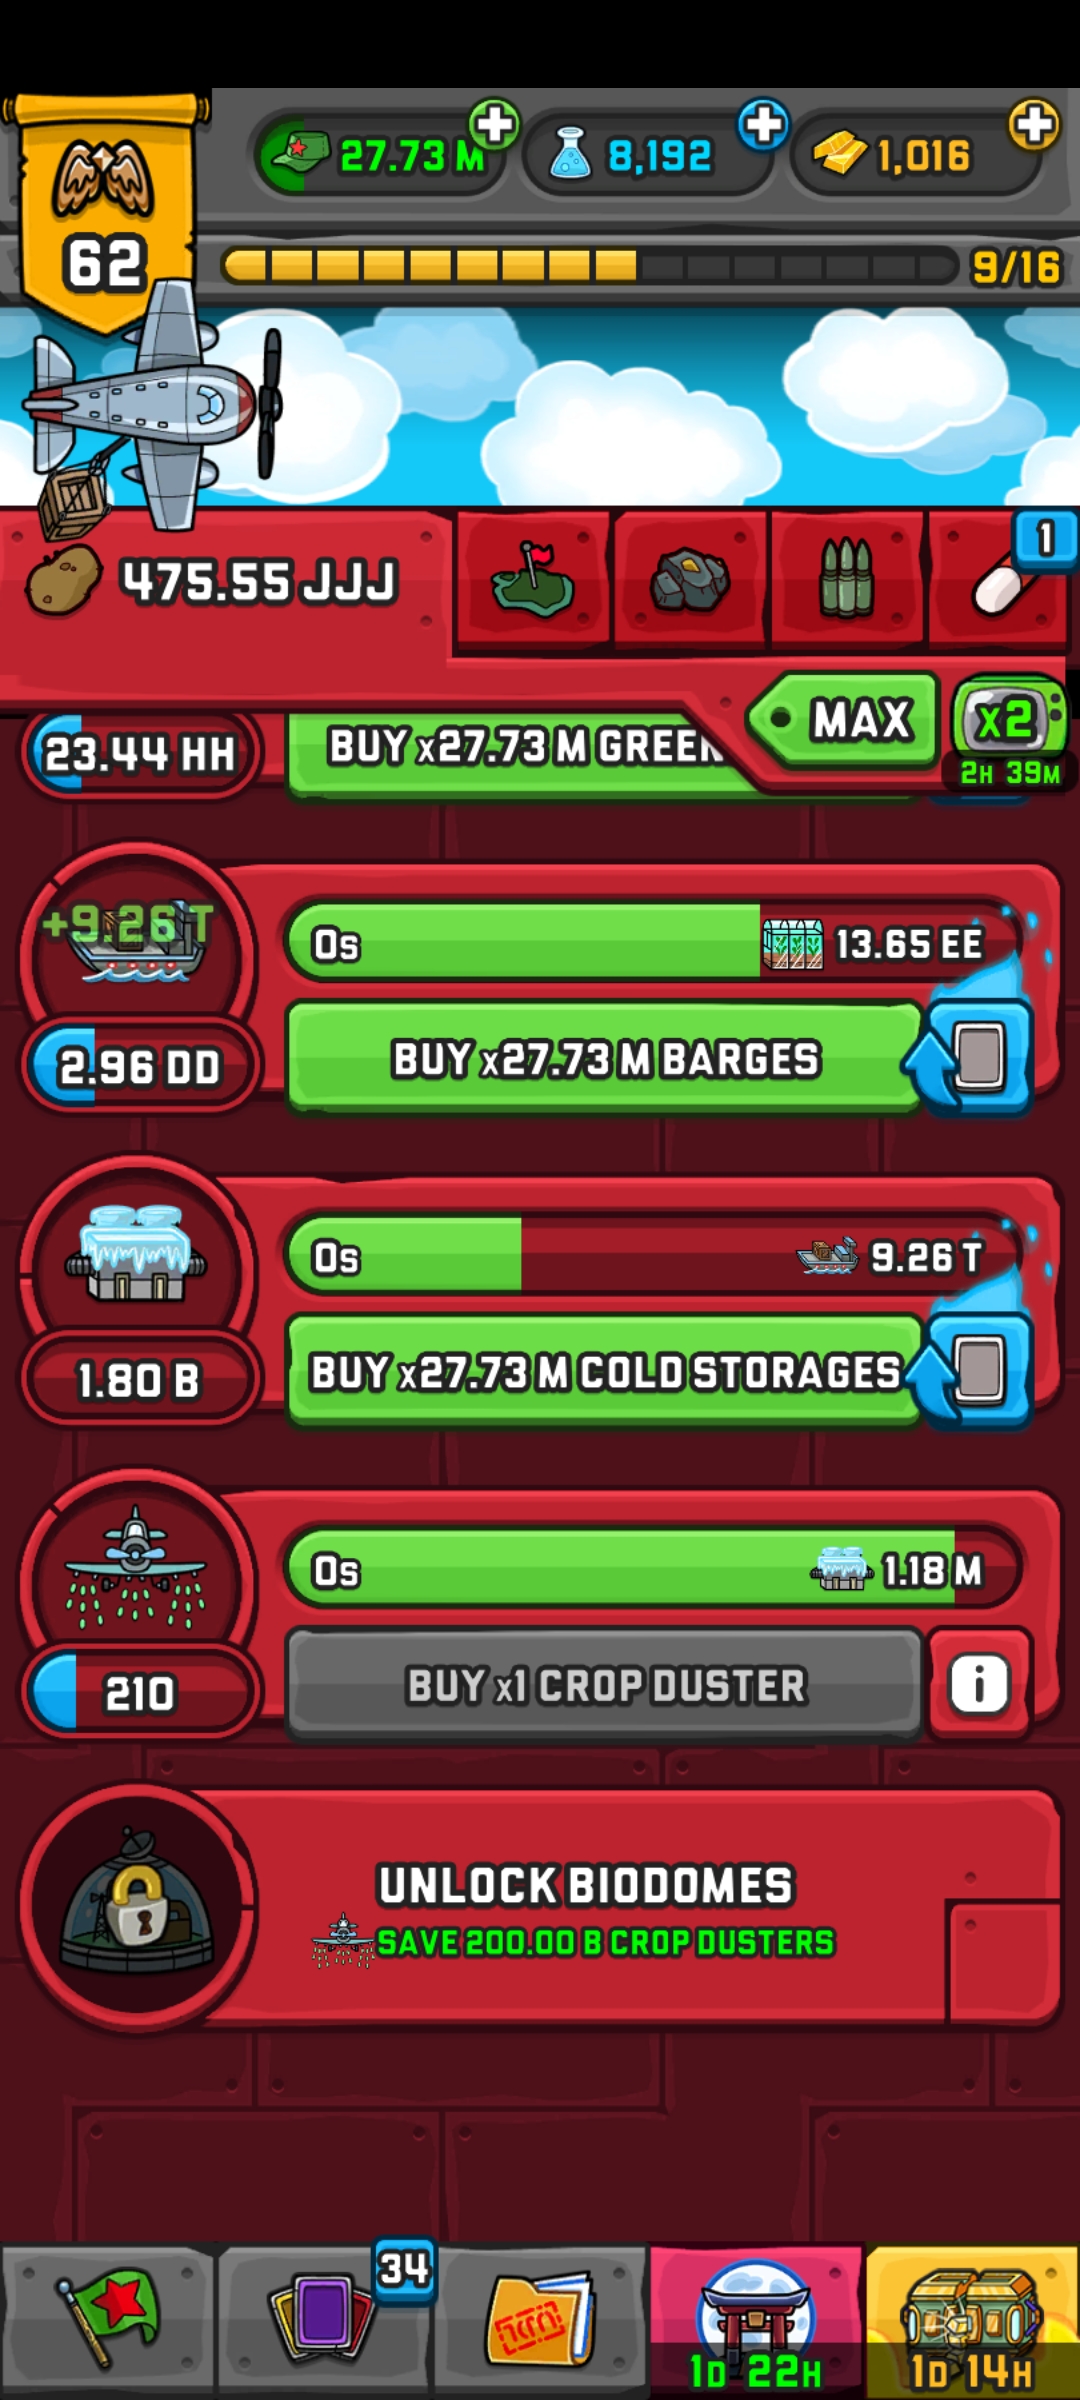 27.73 M
8,192
1,016
62
9/16
1
475.55 JJJ
MAX
x2
2H 39M
23.44 HH
BUY x27.73 M GREEN
+9.26 T
0s
13.65 EE
2.96 DD
BUY x27.73 M BARGES
0s
9.26 T
1.80 B
BUY x27.73 M COLD STORAGES
0s
1.18 M
210
BUY x1 CROP DUSTER
i
UNLOCK BIODOMES
SAVE 200.00 B CROP DUSTERS
34
1D 22H
1D 14H